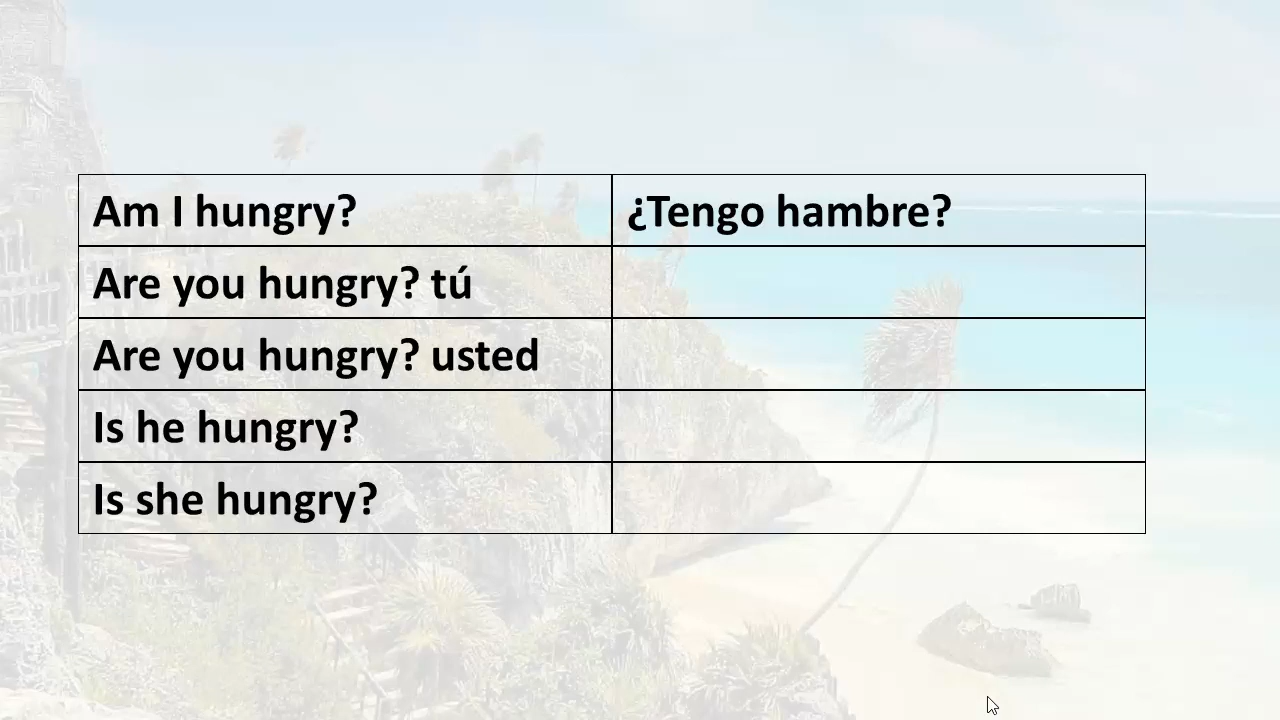 Am I hungry? ¿Tengo hambre?
Are you hungry? tú
Are you hungry? usted
Is he hungry?
Is she hungry?